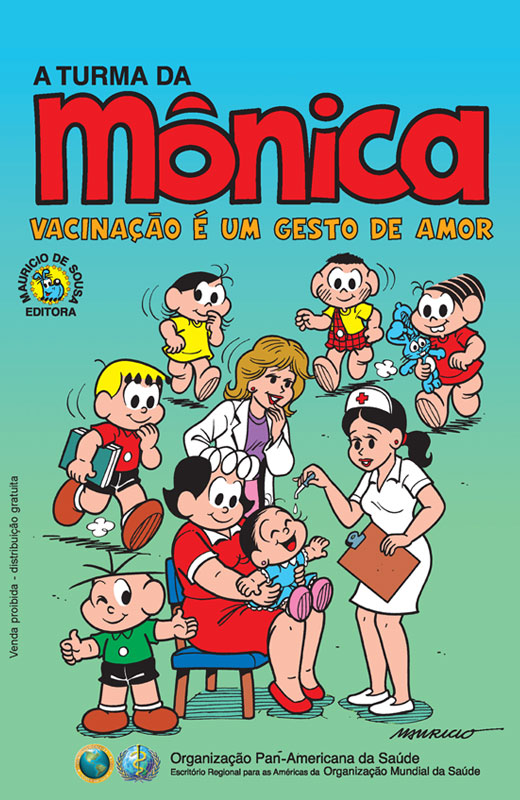 A TURMA DA
mônica
VACINAÇÃO É UM GESTO DE AMOR
MAURICIO DE SOUSA
EDITORA
Venda proibida - distribuição gratuita
MAURICIO
Organização Pan-Americana da Saúde
Escritório Regional para as Américas da Organização Mundial da Saúde